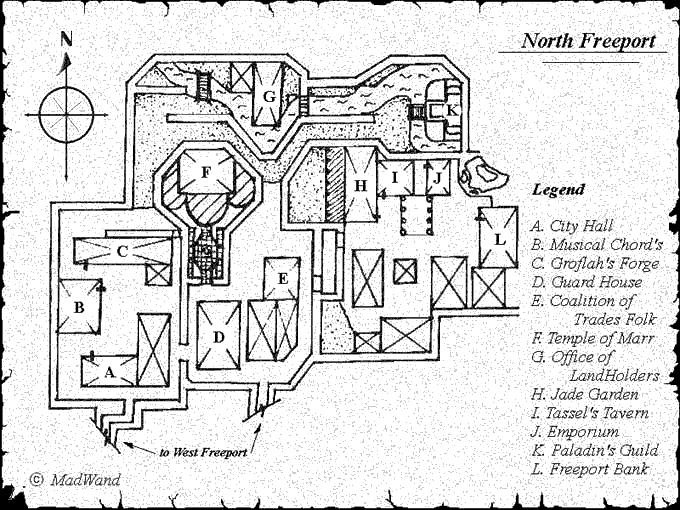 North Freeport
N
G
K
F
H
I
J
Legend
C
E
L
A. City Hall
B. Musical Chord's
C. Groflah's Forge
D. Guard House
E. Coalition of
Trades Folk
F. Temple of Marr
G. Office of
LandHolders
H. Jade Garden
I. Tassel's Tavern
J. Emporium
K. Paladin's Guild
L. Freeport Bank
B
D
A
to West Freeport
© MadWand